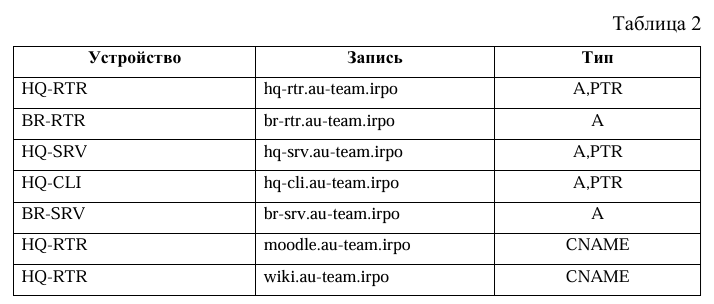 Таблица 2
Устройство Запись Тип
HQ-RTR hq-rtr.au-team.irpo A,PTR
BR-RTR br-rtr.au-team.irpo A
HQ-SRV hq-srv.au-team.irpo A,PTR
HQ-CLI hq-cli.au-team.irpo A,PTR
BR-SRV br-srv.au-team.irpo A
HQ-RTR moodle.au-team.irpo CNAME
HQ-RTR wiki.au-team.irpo CNAME